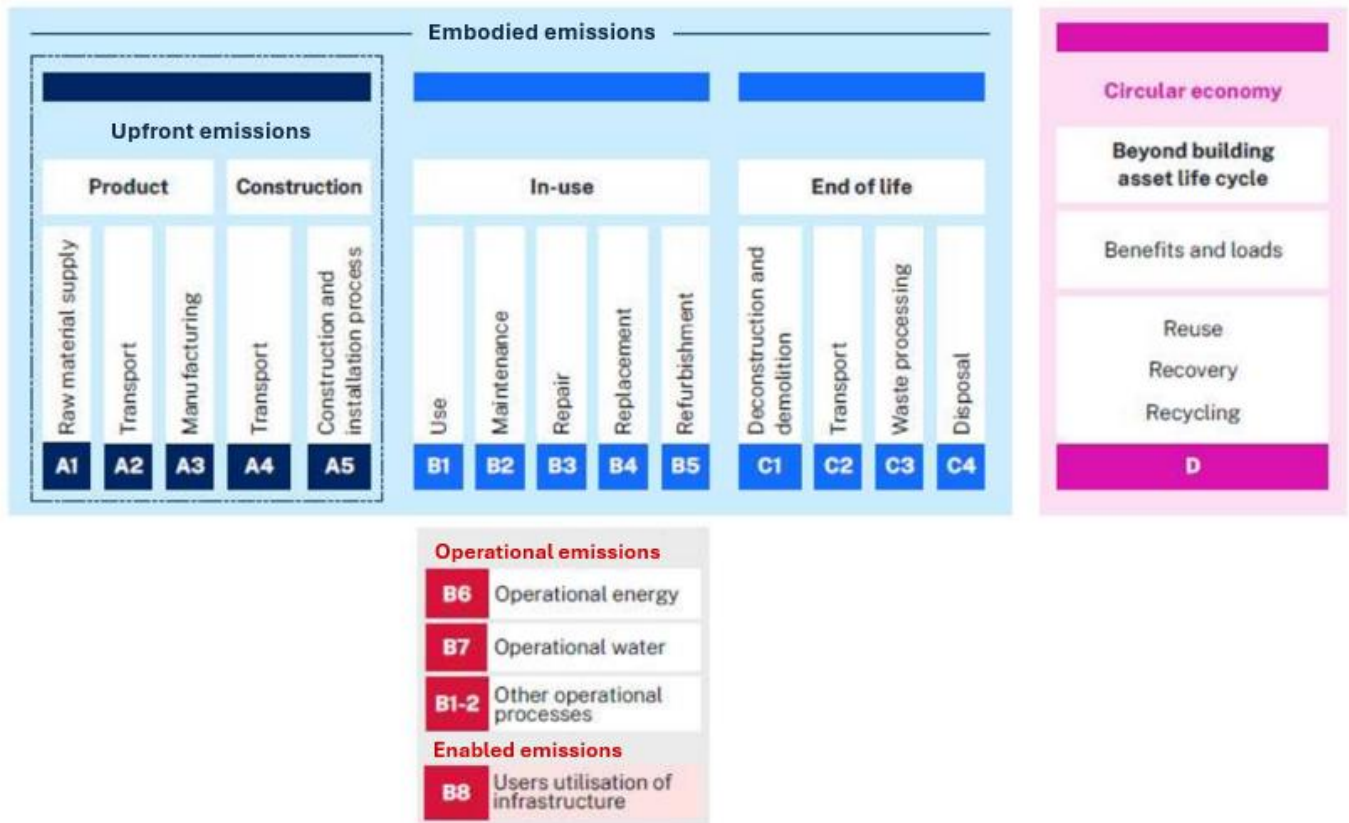 Embodied emissions
Upfront emissions
Product
Construction
Raw material supply
Transport
Manufacturing
Transport
Construction and
installation process
A1
A2
A3
A4
A5
In-use
Use
Maintenance
Repair
Replacement
Refurbishment
B1
B2
B3
B4
B5
End of life
Deconstruction and
demolition
Transport
Waste processing
Disposal
C1
C2
C3
C4
Circular economy
Beyond building
asset life cycle
Benefits and loads
Reuse
Recovery
Recycling
D
Operational emissions
B6 Operational energy
B7 Operational water
B1-2 Other operational
processes
Enabled emissions
B8 Users utilisation of
infrastructure